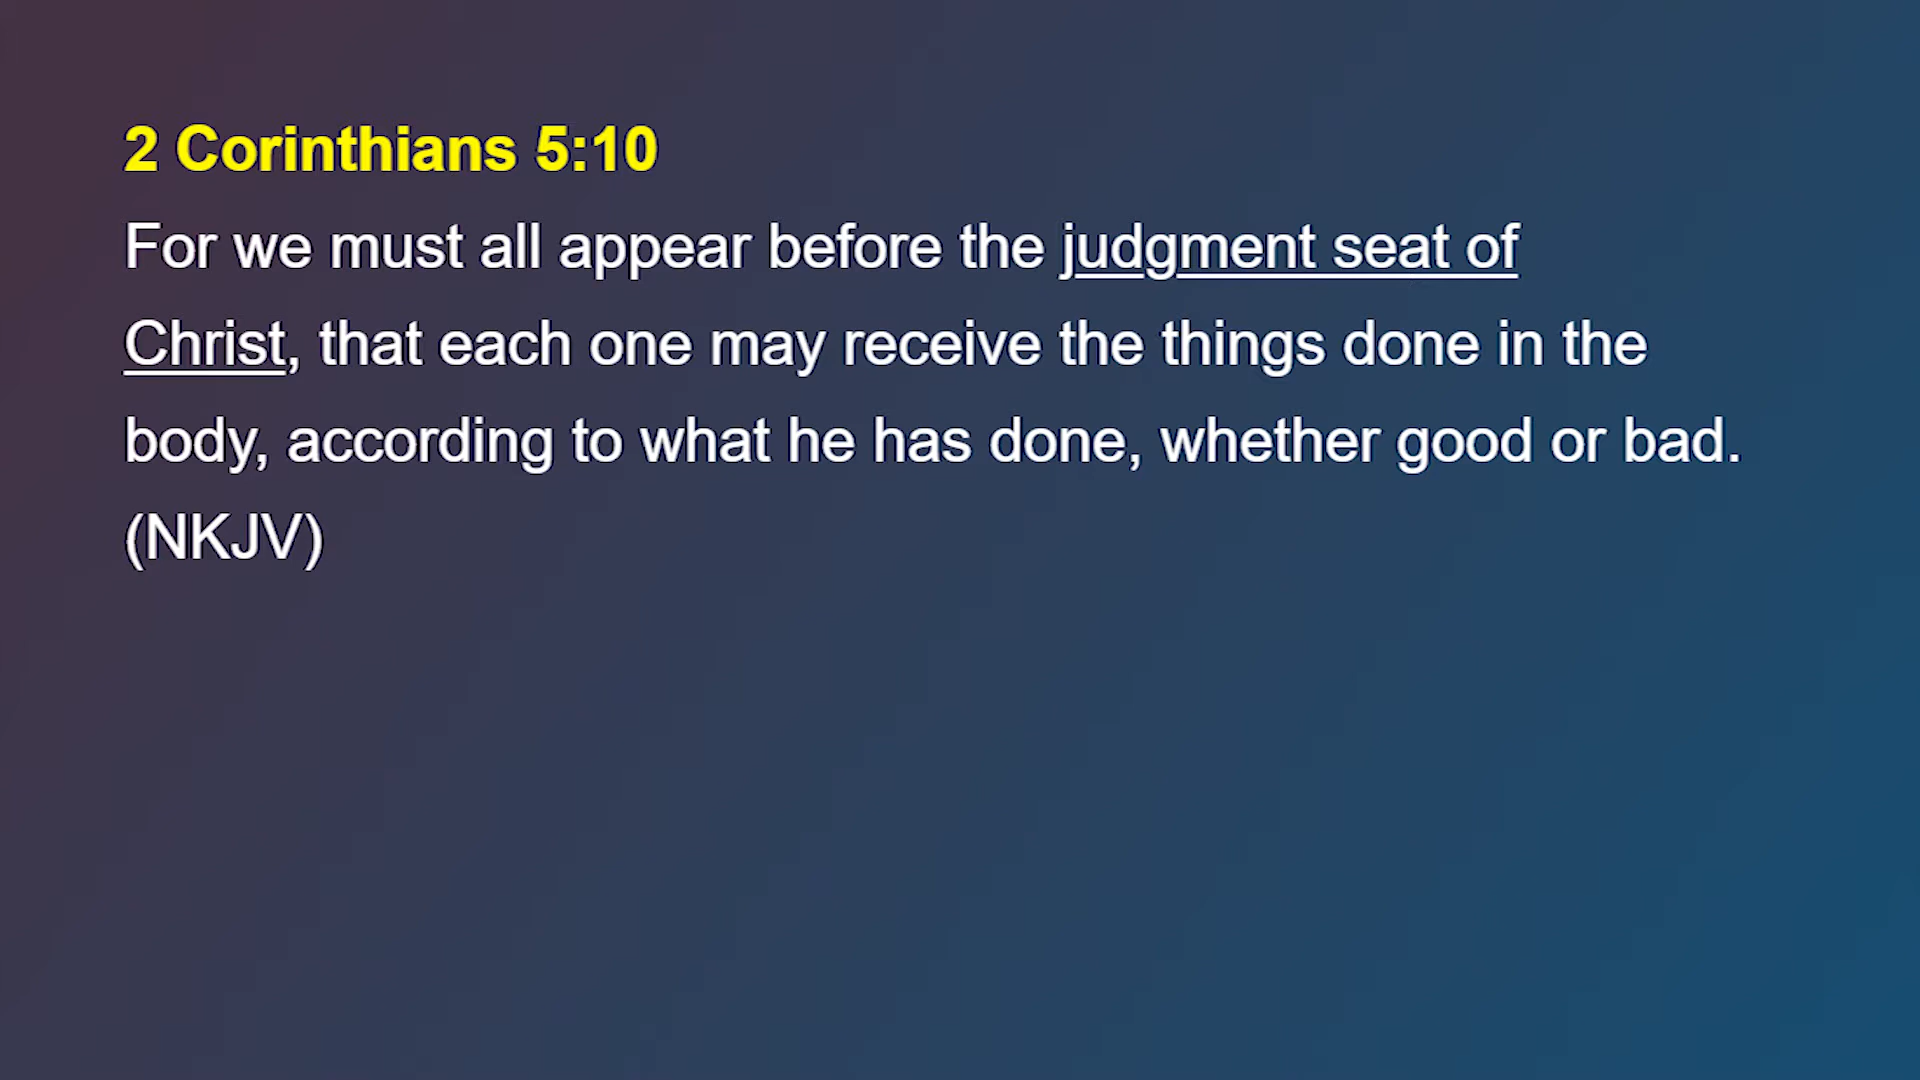 2 Corinthians 5:10
For we must all appear before the judgment seat of
Christ, that each one may receive the things done in the
body, according to what he has done, whether good or bad.
(NKJV)